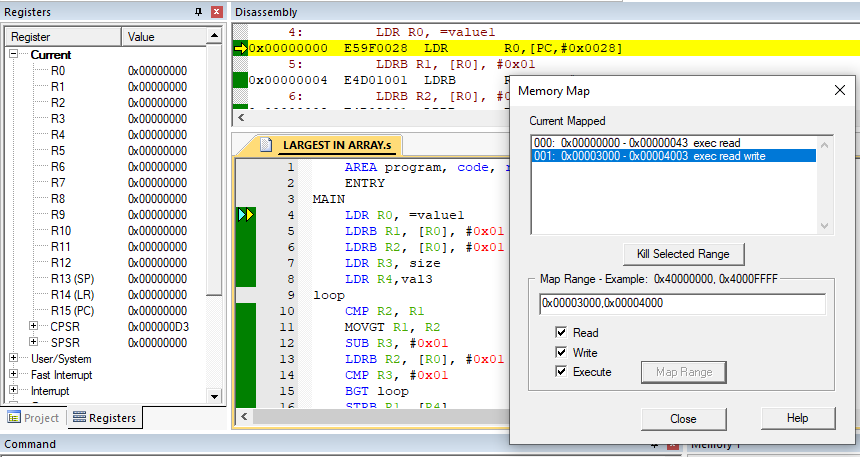 Registers
Register Value
Current
R0 0x00000000
R1 0x00000000
R2 0x00000000
R3 0x00000000
R4 0x00000000
R5 0x00000000
R6 0x00000000
R7 0x00000000
R8 0x00000000
R9 0x00000000
R10 0x00000000
R11 0x00000000
R12 0x00000000
R13 (SP) 0x00000000
R14 (LR) 0x00000000
R15 (PC) 0x00000000
CPSR 0x000000D3
SPSR 0x00000000
User/System
Fast Interrupt
Interrupt
Project Registers
Disassembly
4: LDR R0, =value1
0x00000000 E59F0028 LDR R0,[PC,#0x0028]
5: LDRB R1, [R0], #0x01
0x00000004 E4D01001 LDRB
6: LDRB R2, [R0], #0x
LARGEST IN ARRAY.s
1 AREA program, code,
2 ENTRY
3 MAIN
4 LDR R0, =value1
5 LDRB R1, [R0], #0x01
6 LDRB R2, [R0], #0x01
7 LDR R3, size
8 LDR R4,val3
9 loop
10 CMP R2, R1
11 MOVGT R1, R2
12 SUB R3, #0x01
13 LDRB R2, [R0], #0x01
14 CMP R3, #0x01
15 BGT loop
16 STRB R1, [R4]
Memory Map
Current Mapped
000: 0x00000000 - 0x00000043 exec read
001: 0x00003000 - 0x00004003 exec read write
Kill Selected Range
Map Range - Example: 0x40000000, 0x4000FFFF
0x00003000,0x00004000
Read
Write
Execute
Map Range
Close
Help
Command
Memory 1